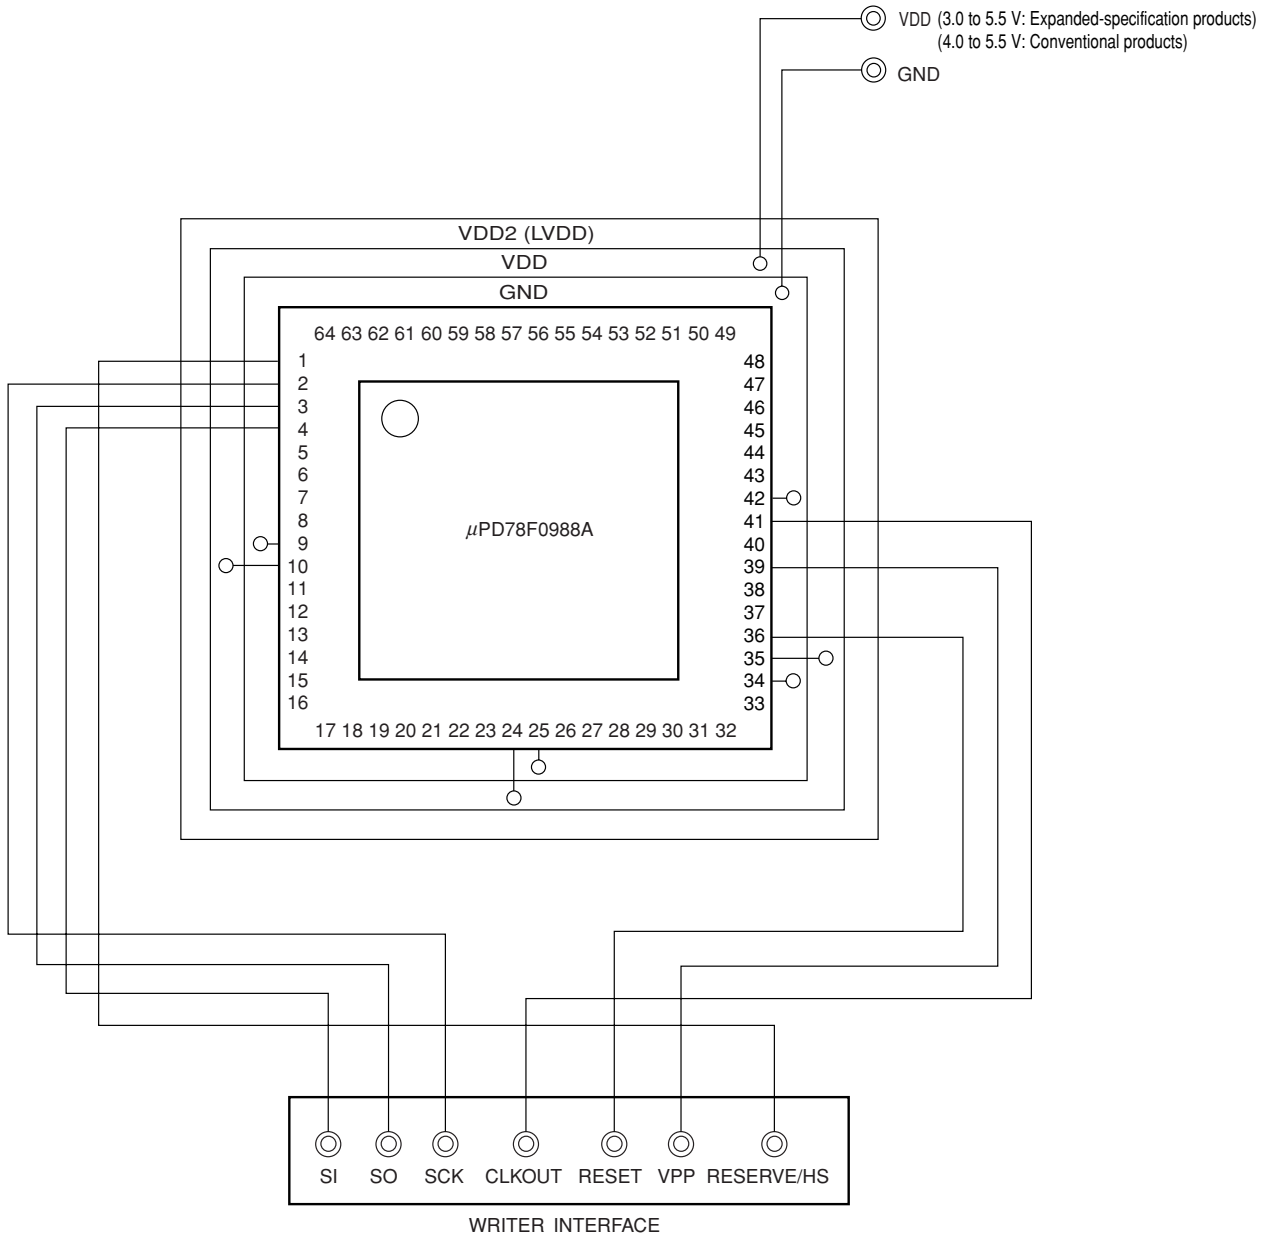 VDD (3.0 to 5.5 V: Expanded-specification products)
(4.0 to 5.5 V: Conventional products)
GND
VDD2 (LVDD)
VDD
GND
64 63 62 61 60 59 58 57 56 55 54 53 52 51 50 49
1 48
2 47
3 46
4 45
5 44
6 43
7 42
8 41
μPD78F0988A
9 40
10 39
11 38
12 37
13 36
14 35
15 34
16 33
17 18 19 20 21 22 23 24 25 26 27 28 29 30 31 32
SI SO SCK CLKOUT RESET VPP RESERVE/HS
WRITER INTERFACE